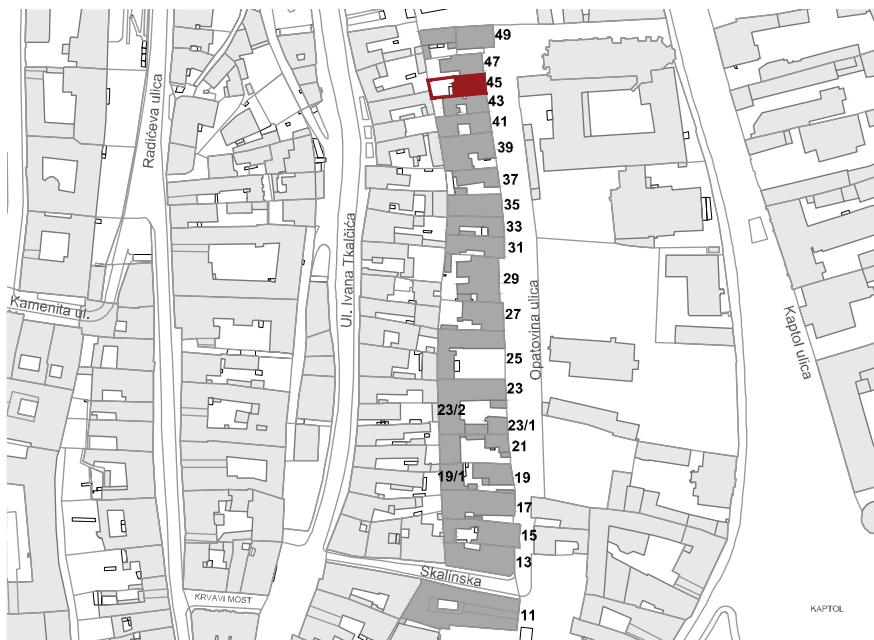 49
47
45
43
41
39
37
35
33
31
29
27
25
23
23/2
23/1
21
19/1
19
17
15
13
11
Radićeva ulica
Ul. Ivana Tkalčića
Opatovina ulica
Kaptol ulica
Kamenita ul.
Skalinska
KRVAVI MOST
KAPTOL